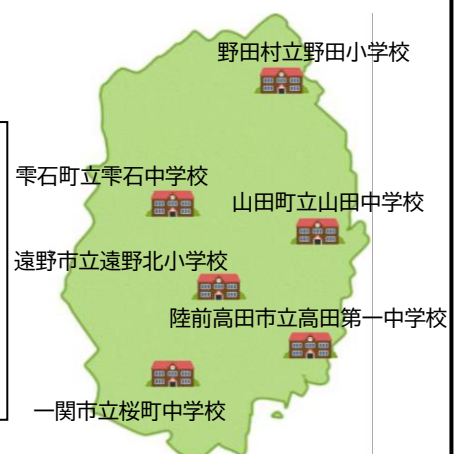 野田村立野田小学校
雫石町立雫石中学校
山田町立山田中学校
遠野市立遠野北小学校
陸前高田市立高田第一中学校
一関市立桜町中学校